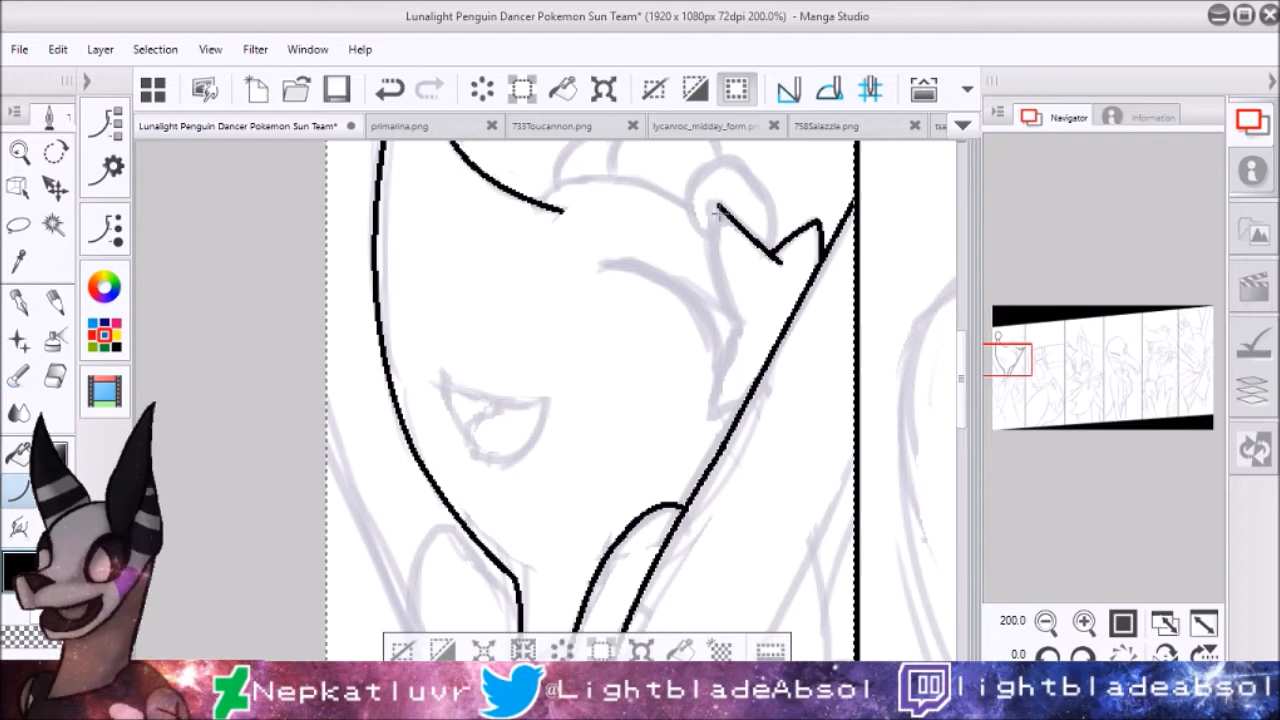 Lunalight Penguin Dancer Pokemon Sun Team* (1920 x 1080px 72dpi 200.0%) - Manga Studio
File Edit Layer Selection View Filter Window Help
Lunalight Penguin Dancer Pokemon Sun Team* primarina.png 733Toucannon.png lycanroc_midday_form.pn 758Salazzle.png tsa
Navigator Information
200.0
0.0
Nepkatluvr @LightbladeAbsol lightbladeabsol